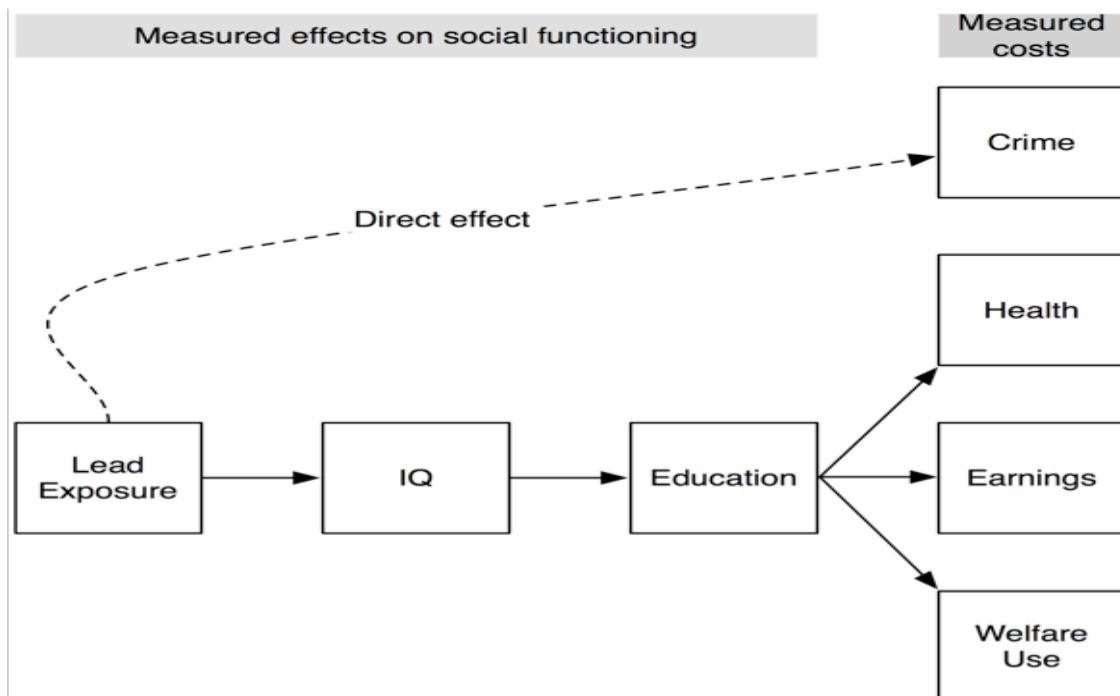 Measured effects on social functioning
Measured
costs
Crime
Direct effect
Health
Lead
Exposure
IQ
Education
Earnings
Welfare
Use